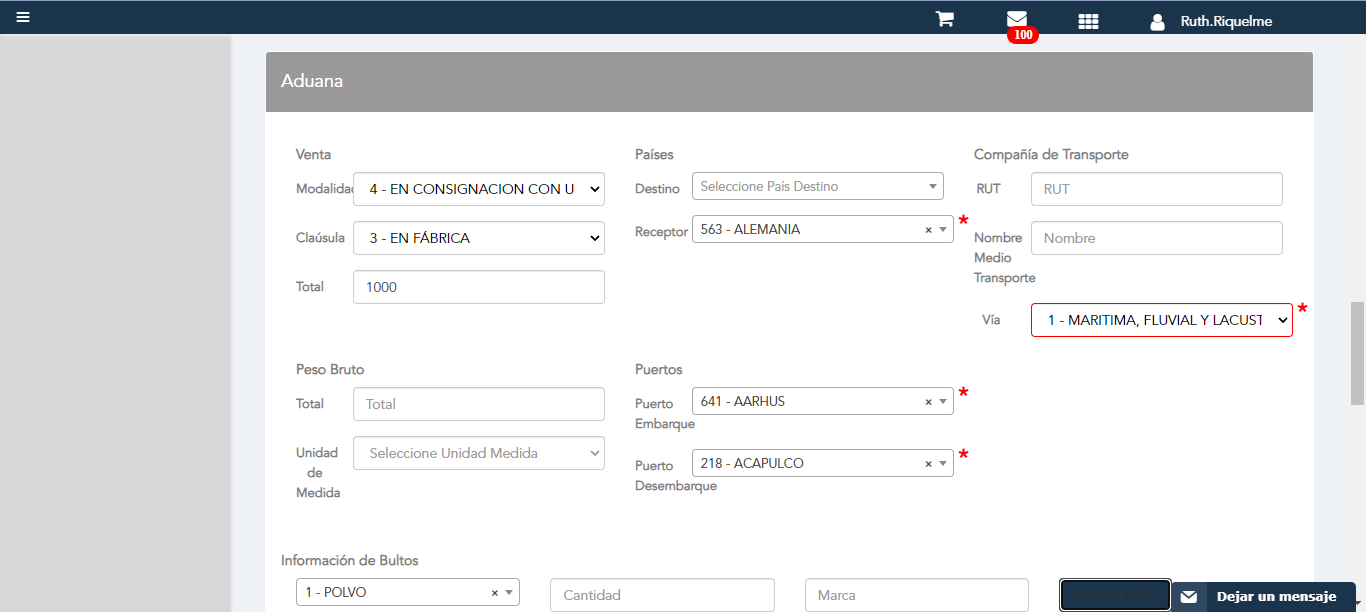 Ruth.Riquelme
100
Aduana
Venta
Países
Compañía de Transporte
Modalidad 4 - EN CONSIGNACION CON U
Destino Seleccione País Destino
RUT RUT
Claúsula 3 - EN FÁBRICA
Receptor 563 - ALEMANIA × *
Nombre Medio Transporte Nombre
Total 1000
Vía 1 - MARITIMA, FLUVIAL Y LACUST *
Peso Bruto
Puertos
Total Total
Puerto Embarque 641 - AARHUS × *
Unidad de Medida Seleccione Unidad Medida
Puerto Desembarque 218 - ACAPULCO × *
Información de Bultos
1 - POLVO × Cantidad Marca
Dejar un mensaje